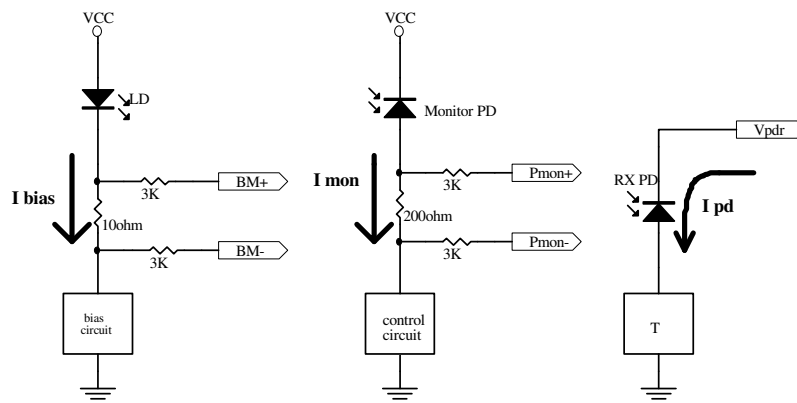 VCC
LD
I bias
3K
BM+
10ohm
3K
BM-
bias
circuit
VCC
Monitor PD
I mon
3K
Pmon+
200ohm
3K
Pmon-
control
circuit
Vpdr
RX PD
I pd
T